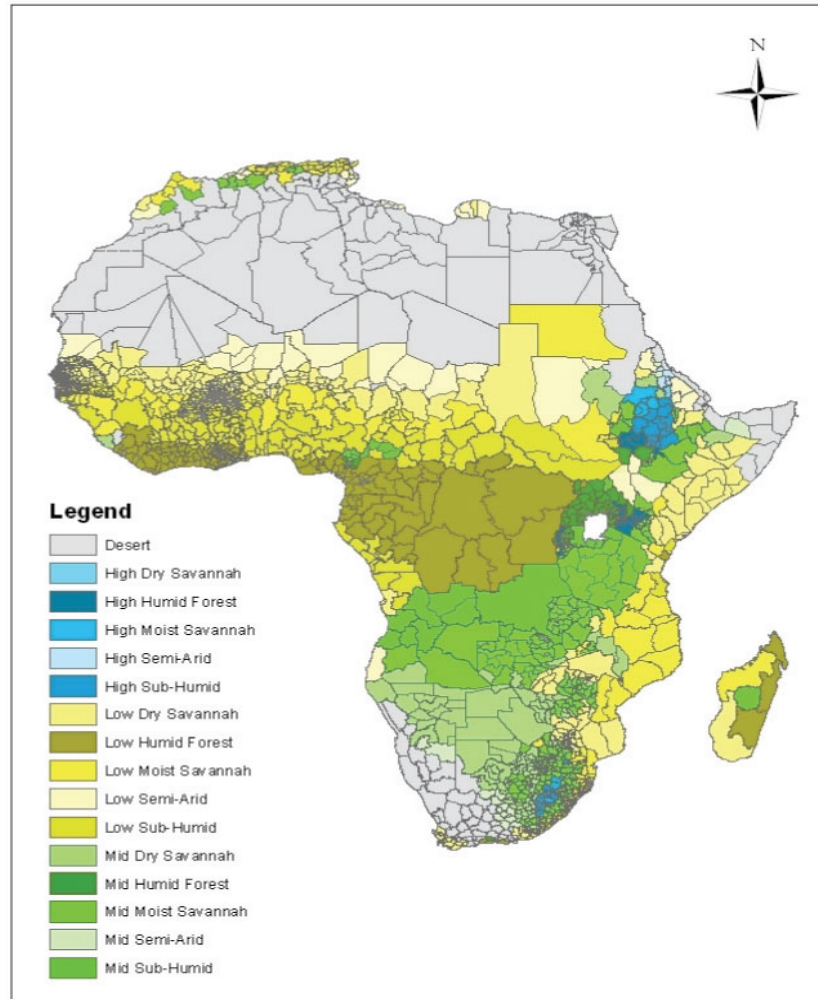 N
Legend
Desert
High Dry Savannah
High Humid Forest
High Moist Savannah
High Semi-Arid
High Sub-Humid
Low Dry Savannah
Low Humid Forest
Low Moist Savannah
Low Semi-Arid
Low Sub-Humid
Mid Dry Savannah
Mid Humid Forest
Mid Moist Savannah
Mid Semi-Arid
Mid Sub-Humid